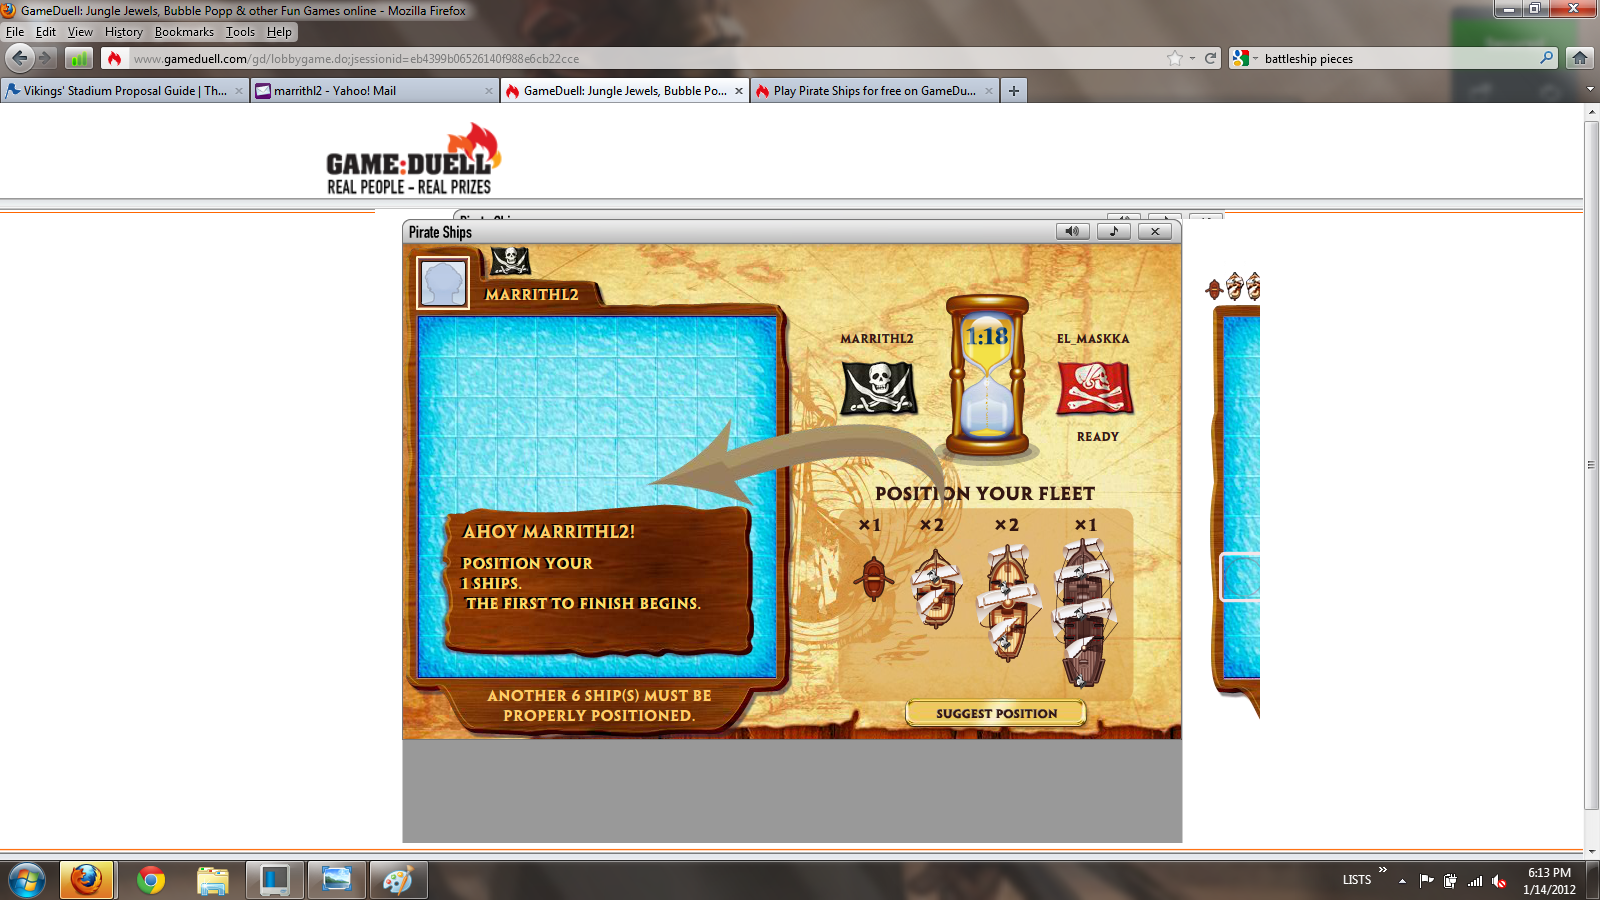 GameDuell: Jungle Jewels, Bubble Popp & other Fun Games online - Mozilla Firefox
File Edit View History Bookmarks Tools Help
www.gameduell.com/gd/lobbygame.do;jsessionid=eb4399b06526140f988e6cb22cce
battleship pieces
Vikings' Stadium Proposal Guide | Th...
marrithl2 - Yahoo! Mail
GameDuell: Jungle Jewels, Bubble Po...
Play Pirate Ships for free on GameDu...
GAME:DUELL
REAL PEOPLE - REAL PRIZES
Pirate Ships
MARRITHL2
MARRITHL2
1:18
EL_MASKKA
READY
POSITION YOUR FLEET
×1 ×2 ×2 ×1
AHOY MARRITHL2!
POSITION YOUR
1 SHIPS.
THE FIRST TO FINISH BEGINS.
ANOTHER 6 SHIP(S) MUST BE
PROPERLY POSITIONED.
SUGGEST POSITION
LISTS
6:13 PM
1/14/2012